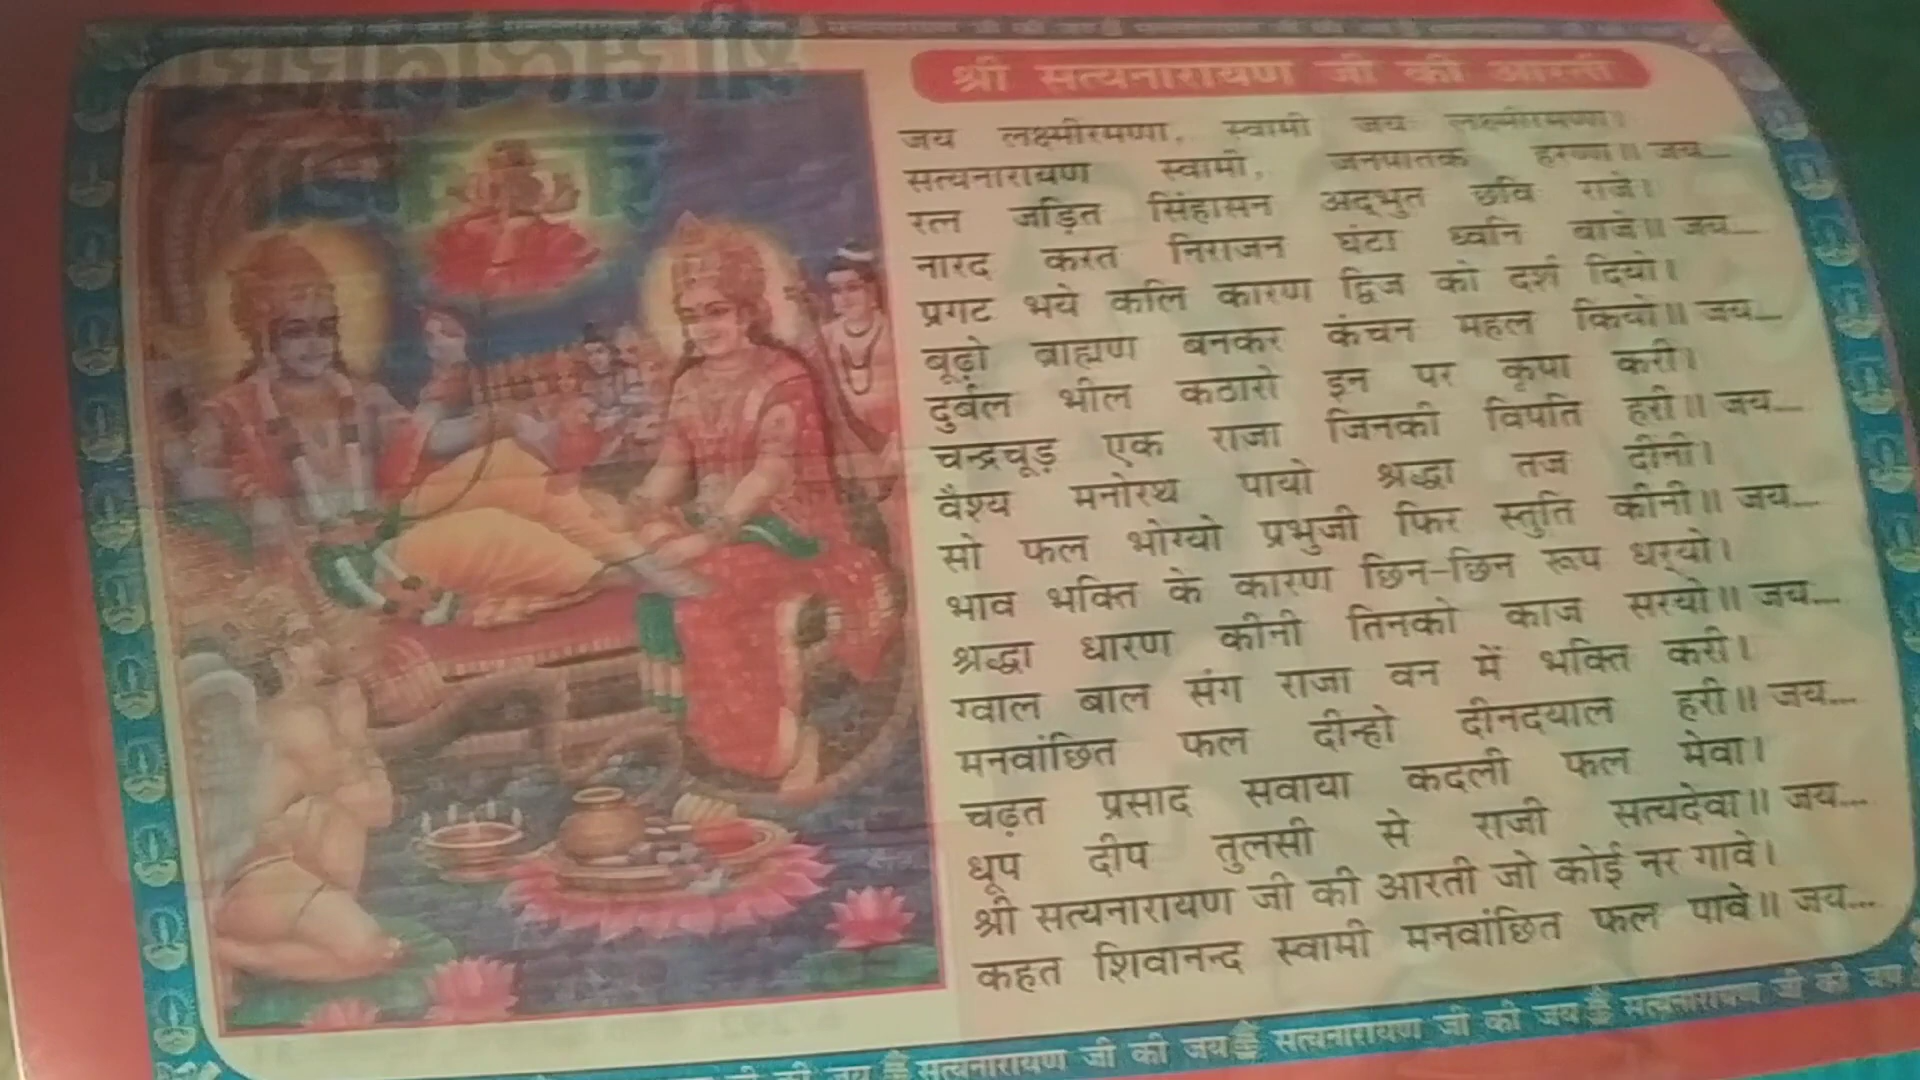 श्री सत्यनारायण जी की आरती
जय लक्ष्मीरमणा, स्वामी जय लक्ष्मीरमणा।
सत्यनारायण स्वामी, जनपातक हरणा॥ जय...
रत्न जड़ित सिंहासन अद्भुत छवि राजे।
नारद करत निराजन घंटा ध्वनि बाजे॥ जय...
प्रगट भये कलि कारण द्विज को दर्श दियो।
बूढ़ो ब्राह्मण बनकर कंचन महल कियो॥ जय...
दुर्बल भील कठारो इन पर कृपा करी।
चन्द्रचूड़ एक राजा जिनकी विपति हरी॥ जय...
वैश्य मनोरथ पायो श्रद्धा तज दीनी।
सो फल भोग्यो प्रभुजी फिर स्तुति कीनी॥ जय...
भाव भक्ति के कारण छिन-छिन रूप धर्‌यो।
श्रद्धा धारण कीनी तिनको काज सरयो॥ जय...
ग्वाल बाल संग राजा वन में भक्ति करी।
मनवांछित फल दीन्हो दीनदयाल हरी॥ जय...
चढ़त प्रसाद सवाया कदली फल मेवा।
धूप दीप तुलसी से राजी सत्यदेवा॥ जय...
श्री सत्यनारायण जी की आरती जो कोई नर गावे।
कहत शिवानन्द स्वामी मनवांछित फल पावे॥ जय...
जी की जय सत्यनारायण जी की जय सत्यनारायण जी की जय सत्यनारायण जी की जय